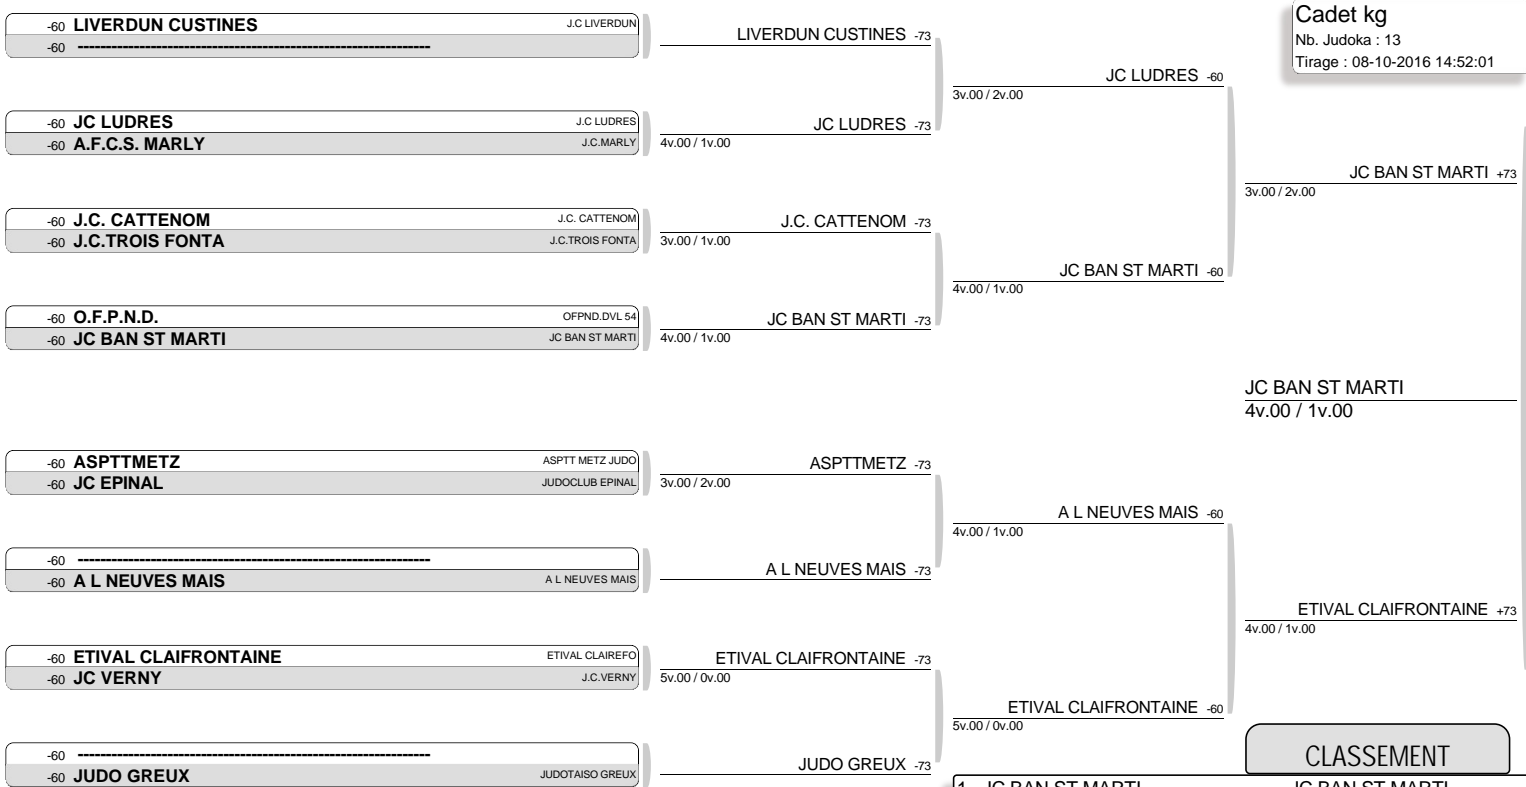 Cadet kg
Nb. Judoka : 13
Tirage : 08-10-2016 14:52:01
-60 LIVERDUN CUSTINES J.C LIVERDUN
-60 ----------------------------------------------------------------
LIVERDUN CUSTINES -73
JC LUDRES -60
3v.00 / 2v.00
-60 JC LUDRES J.C LUDRES
-60 A.F.C.S. MARLY J.C.MARLY
JC LUDRES -73
4v.00 / 1v.00
JC BAN ST MARTI +73
3v.00 / 2v.00
-60 J.C. CATTENOM J.C. CATTENOM
-60 J.C.TROIS FONTA J.C.TROIS FONTA
J.C. CATTENOM -73
3v.00 / 1v.00
JC BAN ST MARTI -60
4v.00 / 1v.00
-60 O.F.P.N.D. OFPND.DVL 54
-60 JC BAN ST MARTI JC BAN ST MARTI
JC BAN ST MARTI -73
4v.00 / 1v.00
JC BAN ST MARTI
4v.00 / 1v.00
-60 ASPTTMETZ ASPTT METZ JUDO
-60 JC EPINAL JUDOCLUB EPINAL
ASPTTMETZ -73
3v.00 / 2v.00
A L NEUVES MAIS -60
4v.00 / 1v.00
-60 ----------------------------------------------------------------
-60 A L NEUVES MAIS A L NEUVES MAIS
A L NEUVES MAIS -73
ETIVAL CLAIFRONTAINE +73
4v.00 / 1v.00
-60 ETIVAL CLAIFRONTAINE ETIVAL CLAIREFO
-60 JC VERNY J.C.VERNY
ETIVAL CLAIFRONTAINE -73
5v.00 / 0v.00
ETIVAL CLAIFRONTAINE -60
5v.00 / 0v.00
-60 ----------------------------------------------------------------
-60 JUDO GREUX JUDOTAISO GREUX
JUDO GREUX -73
CLASSEMENT
1 JC BAN ST MARTI JC BAN ST MARTI